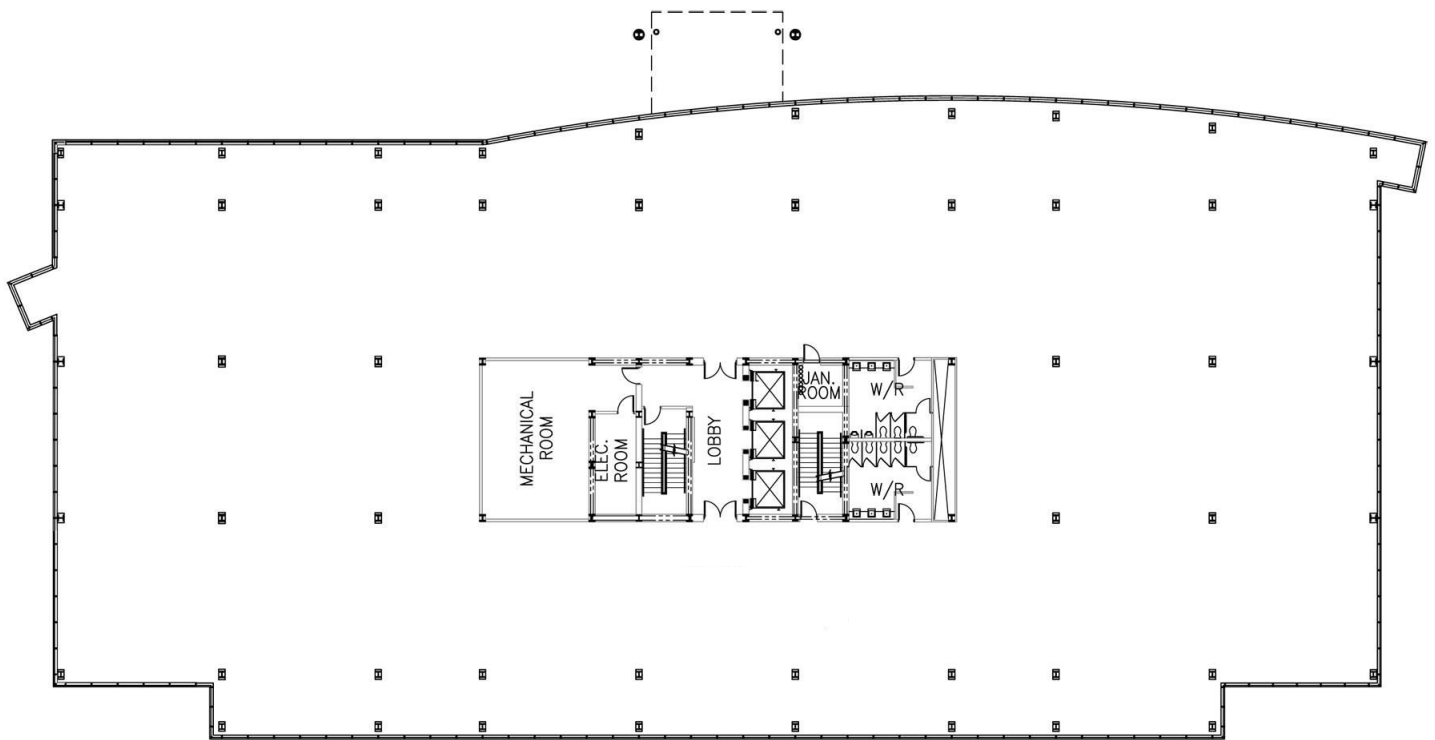 MECHANICAL
ROOM
ELEC.
ROOM
LOBBY
JAN.
ROOM
W/R
W/R